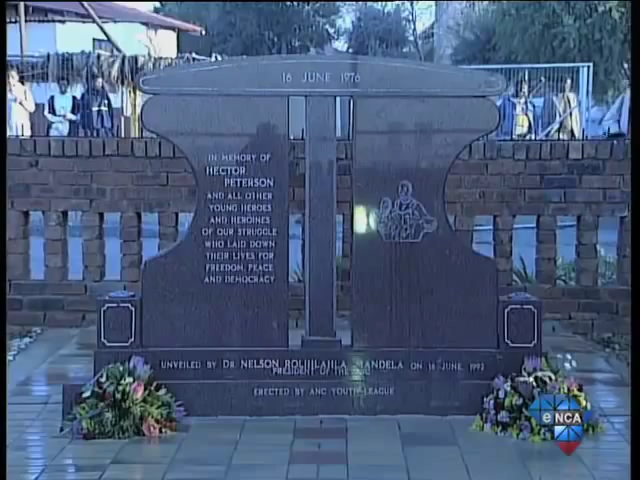 16 JUNE 1976
IN MEMORY OF
HECTOR
PETERSON
AND ALL OTHER
YOUNG HEROES
AND HEROINES
OF OUR STRUGGLE
WHO LAID DOWN
THEIR LIVES FOR
FREEDOM, PEACE
AND DEMOCRACY
UNVEILED BY DR NELSON ROLIHLAHLA MANDELA ON 16 JUNE 1992
PRESIDENT OF THE
ERECTED BY ANC YOUTH LEAGUE
eNCA